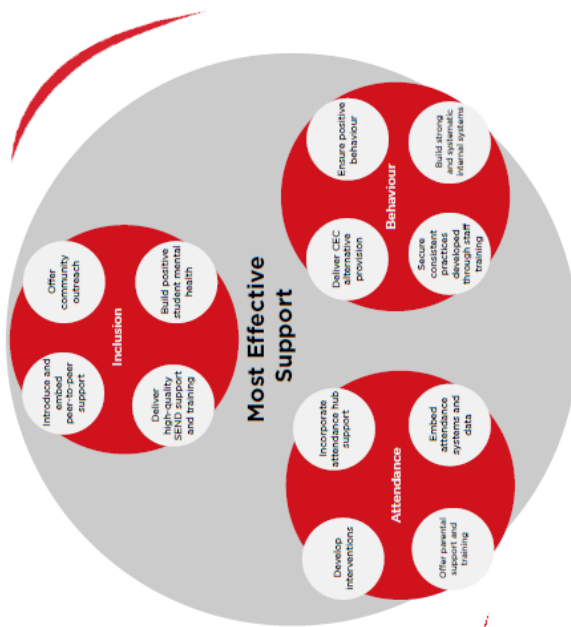 Introduce and
embed
peer-to-peer
support
Offer
community
outreach
Inclusion
Deliver
high-quality
SEND support
and training
Build positive
student mental
health
Most Effective
Support
Develop
interventions
Incorporate
attendance hub
support
Attendance
Offer parental
support and
training
Embed
attendance
systems and
data
Deliver CEC
alternative
provision
Ensure positive
behaviour
Behaviour
Secure
consistent
practices
developed
through staff
training
Build strong
and systematic
internal systems